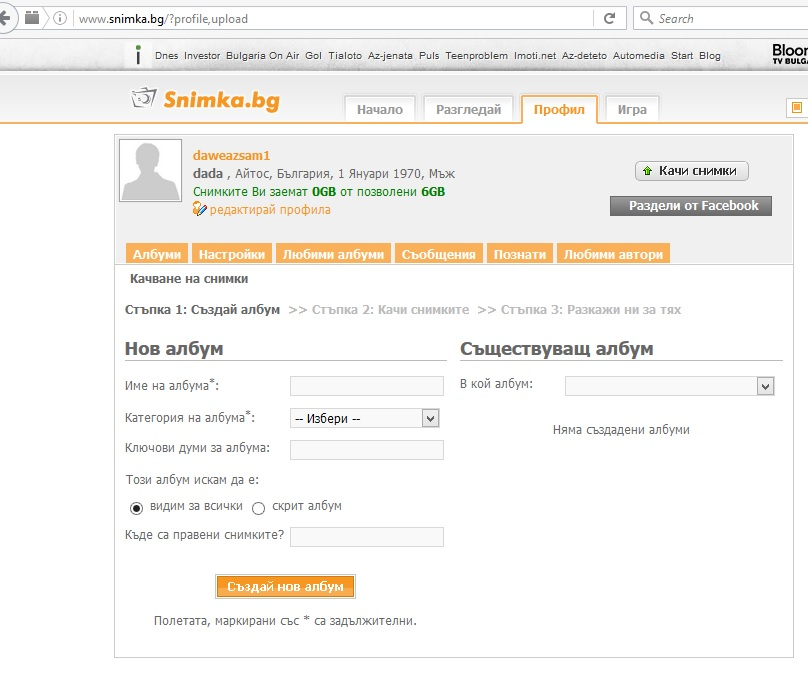 www.snimka.bg/?profile,upload
Search
i Dnes Investor Bulgaria On Air Gol Tialoto Az-jenata Puls Teenproblem Imoti.net Az-deteto Automedia Start Blog
Snimka.bg
Начало Разгледай Профил Игра
daweazsam1
dada , Айтос, България, 1 Януари 1970, Мъж
Снимките Ви заемат 0GB от позволени 6GB
редактирай профила
Качи снимки
Раздели от Facebook
Албуми Настройки Любими албуми Съобщения Познати Любими автори
Качване на снимки
Стъпка 1: Създай албум >> Стъпка 2: Качи снимките >> Стъпка 3: Разкажи ни за тях
Нов албум
Име на албума*:
Категория на албума*: -- Избери --
Ключови думи за албума:
Този албум искам да е:
видим за всички скрит албум
Къде са правени снимките?
Създай нов албум
Полетата, маркирани със * са задължителни.
Съществуващ албум
В кой албум:
Няма създадени албуми